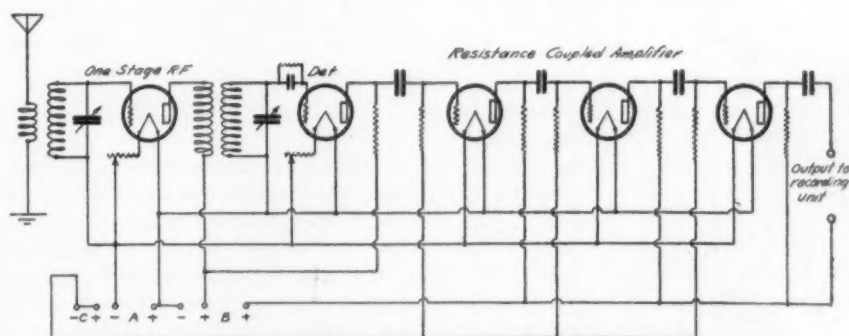 One Stage RF
Det
Resistance Coupled Amplifier
Output to
recording
unit
- C + - A + - + B +